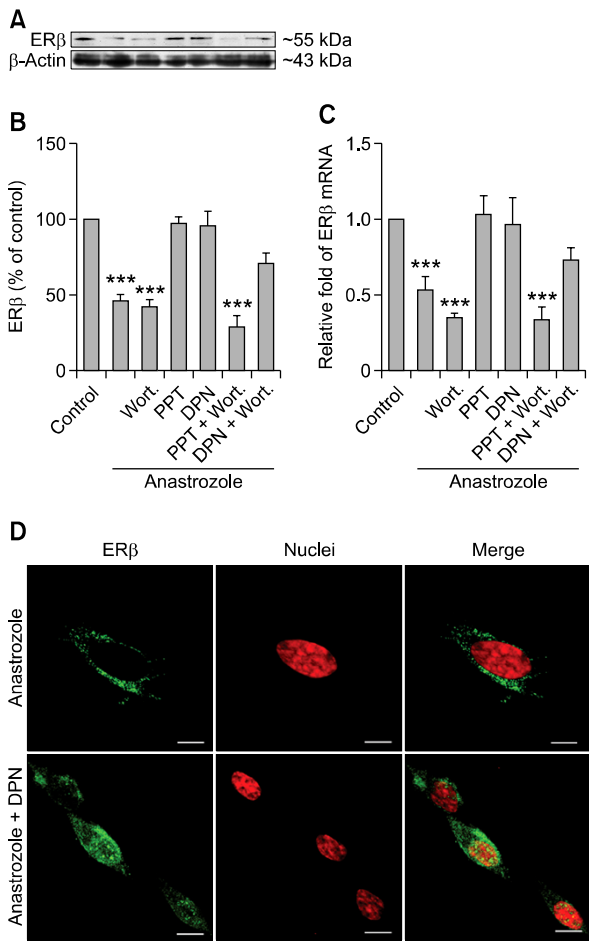 A
ERβ ~55 kDa
β-Actin ~43 kDa
B
ERβ (% of control)
150
100
50
0
***
***
***
Control
Wort.
PPT
DPN
PPT + Wort.
DPN + Wort.
Anastrozole
C
Relative fold of ERβ mRNA
1.5
1.0
0.5
0
***
***
***
Control
Wort.
PPT
DPN
PPT + Wort.
DPN + Wort.
Anastrozole
D
ERβ Nuclei Merge
Anastrozole
Anastrozole + DPN